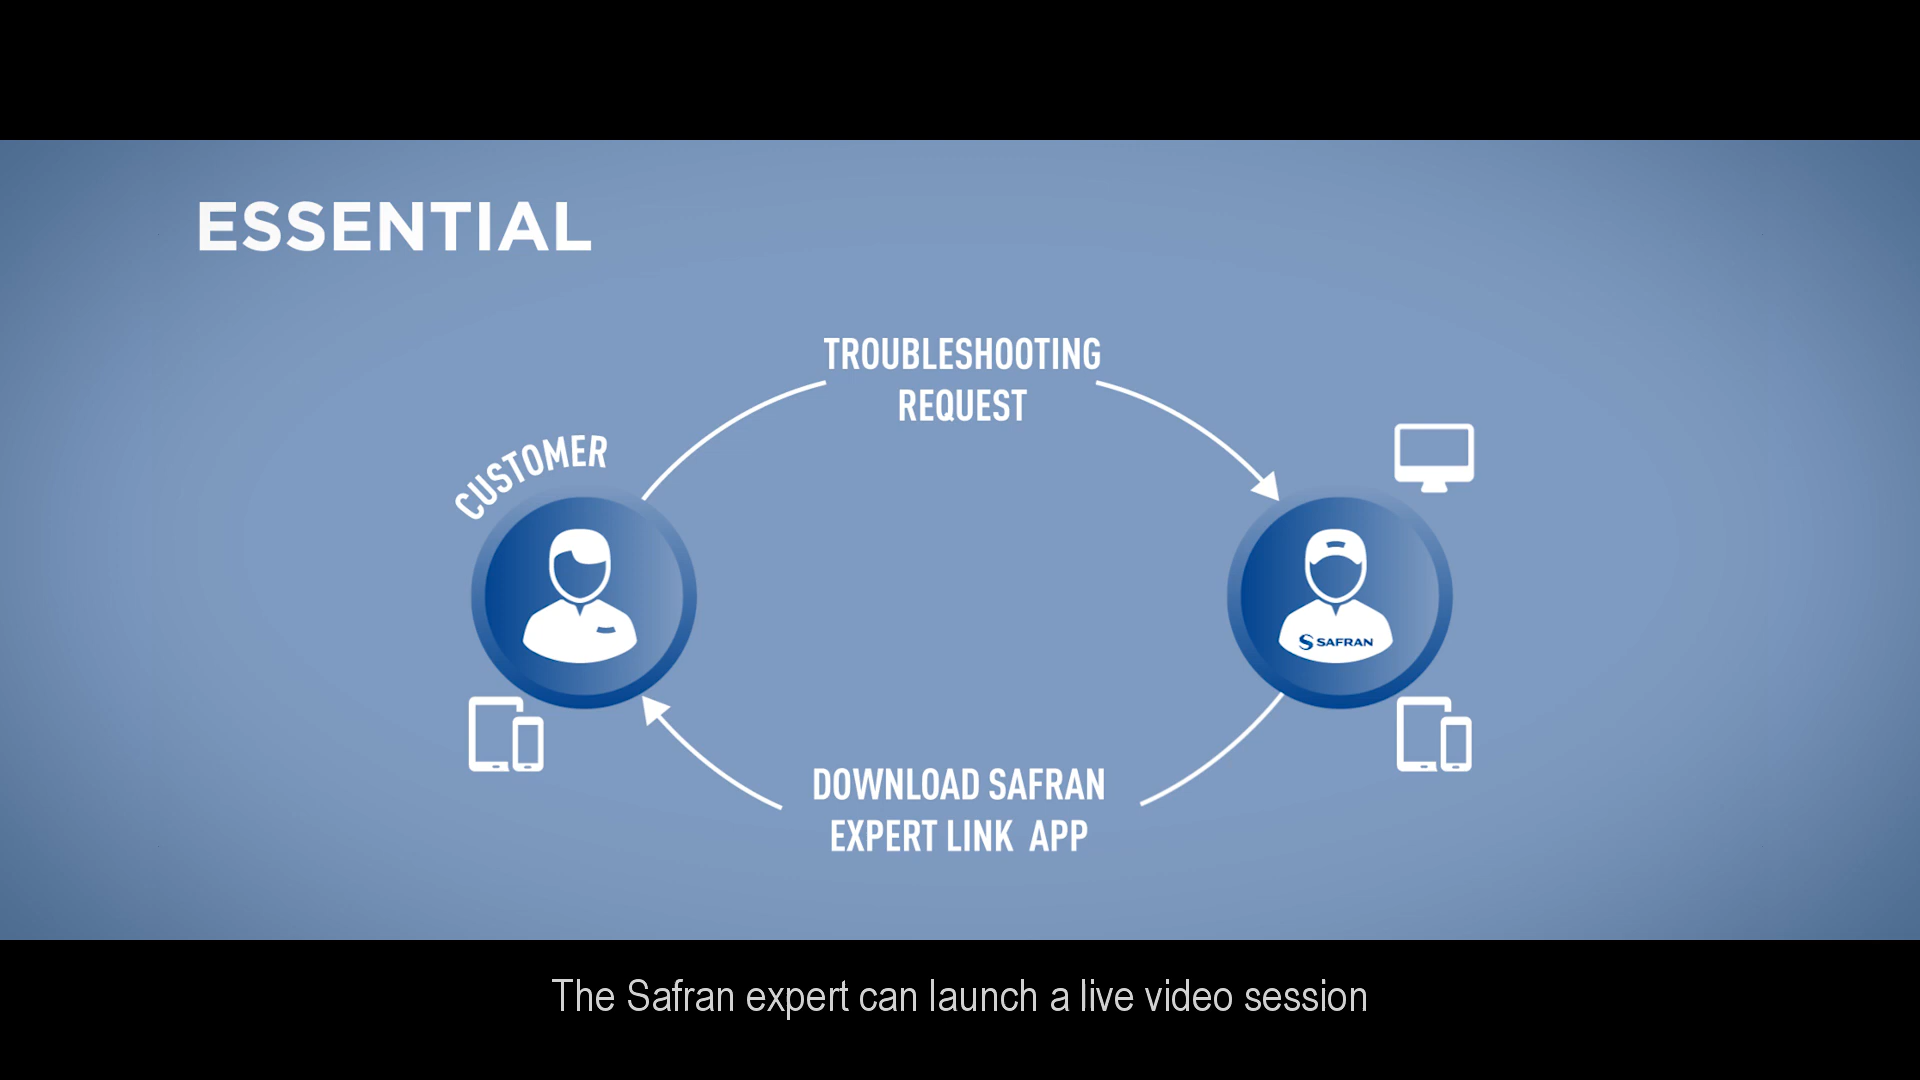 ESSENTIAL
TROUBLESHOOTING
REQUEST
CUSTOMER
SAFRAN
DOWNLOAD SAFRAN
EXPERT LINK APP
The Safran expert can launch a live video session